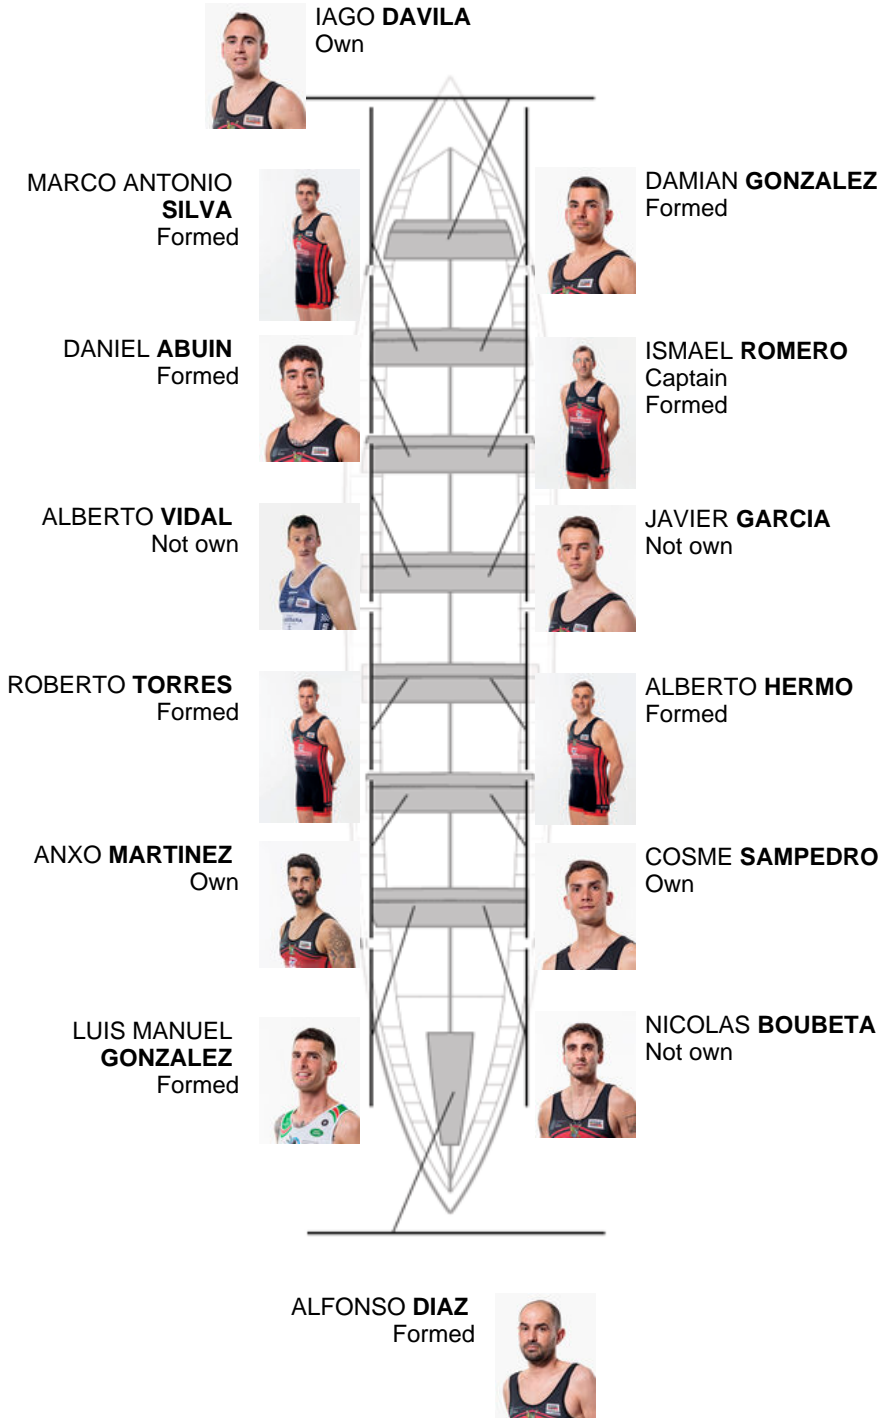 IAGO DAVILA
Own
MARCO ANTONIO
SILVA
Formed
DAMIAN GONZALEZ
Formed
DANIEL ABUIN
Formed
ISMAEL ROMERO
Captain
Formed
ALBERTO VIDAL
Not own
JAVIER GARCIA
Not own
ROBERTO TORRES
Formed
ALBERTO HERMO
Formed
ANXO MARTINEZ
Own
COSME SAMPEDRO
Own
LUIS MANUEL
GONZALEZ
Formed
NICOLAS BOUBETA
Not own
ALFONSO DIAZ
Formed